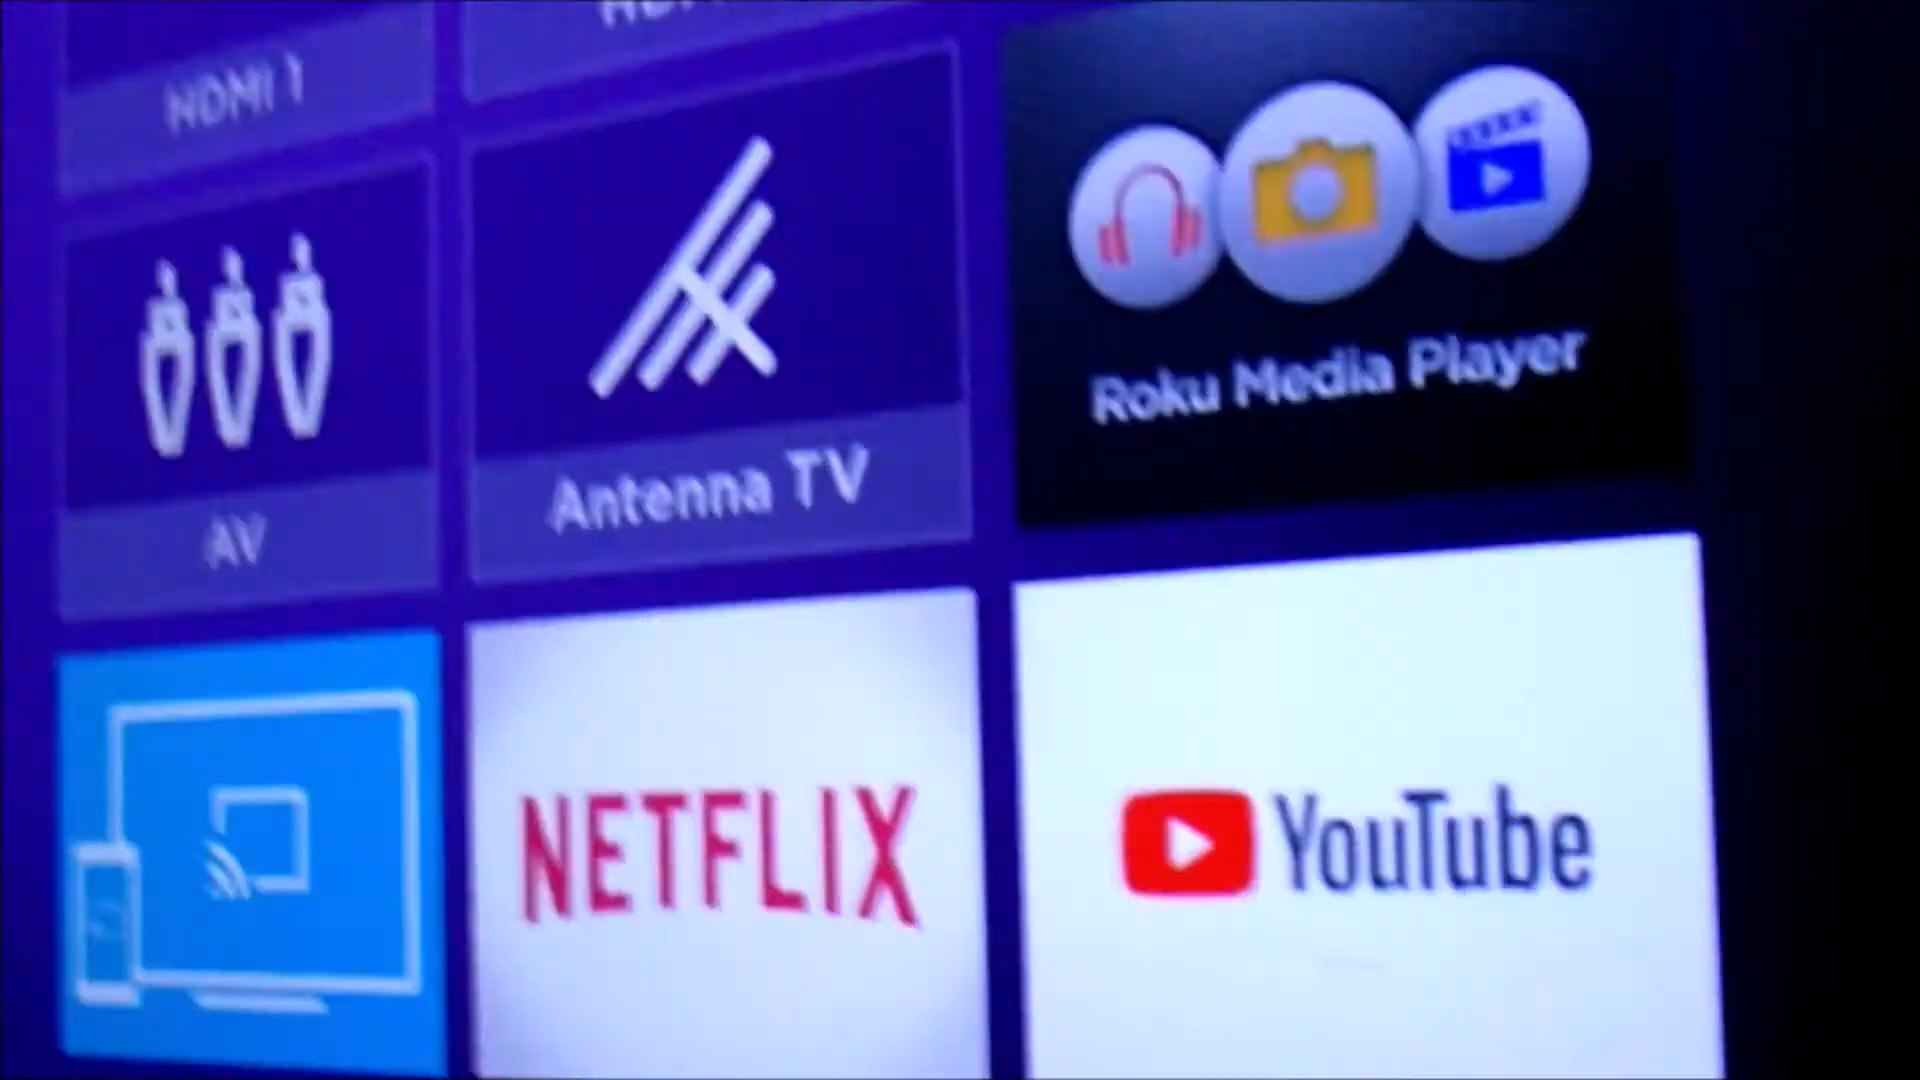 HDMI 1
AV
Antenna TV
Roku Media Player
NETFLIX
YouTube